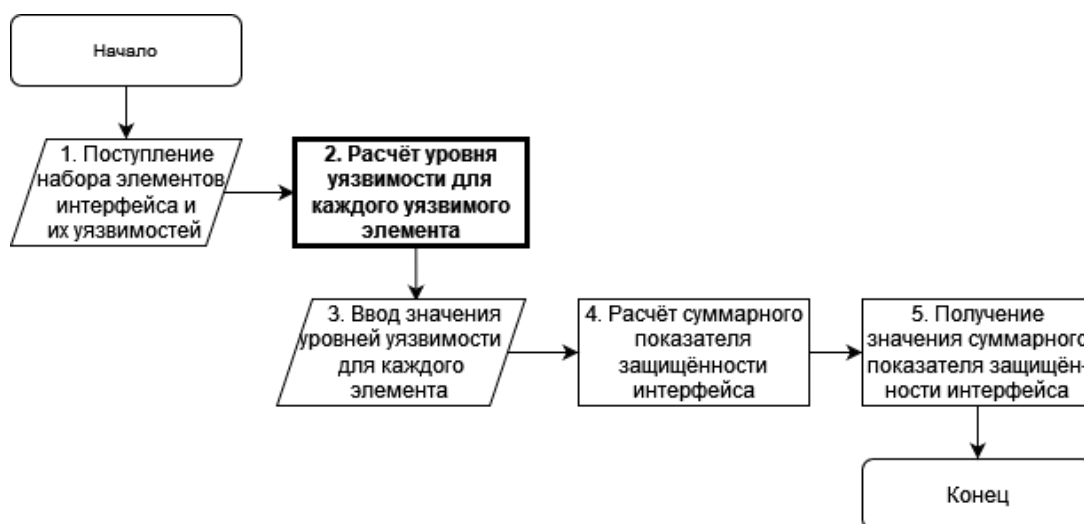 Начало
1. Поступление
набора элементов
интерфейса и
их уязвимостей
2. Расчёт уровня
уязвимости для
каждого уязвимого
элемента
3. Ввод значения
уровней уязвимости
для каждого
элемента
4. Расчёт суммарного
показателя
защищённости
интерфейса
5. Получение
значения суммарного
показателя защищён-
ности интерфейса
Конец